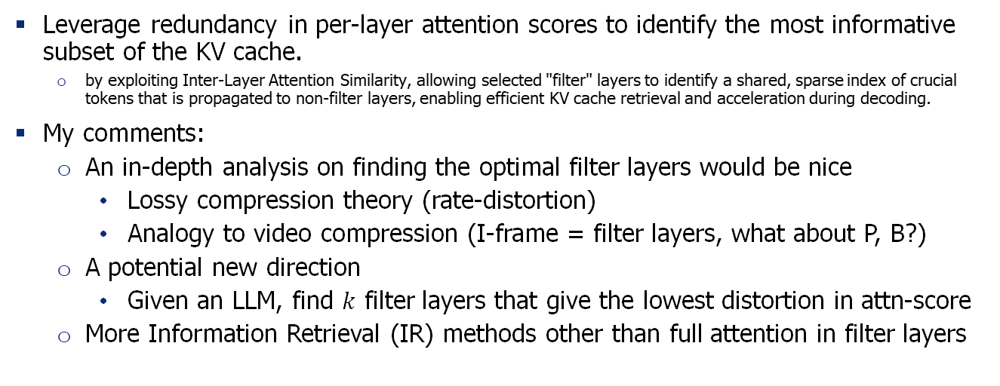 ▪ Leverage redundancy in per-layer attention scores to identify the most informative
subset of the KV cache.
○ by exploiting Inter-Layer Attention Similarity, allowing selected "filter" layers to identify a shared, sparse index of crucial
tokens that is propagated to non-filter layers, enabling efficient KV cache retrieval and acceleration during decoding.
▪ My comments:
○ An in-depth analysis on finding the optimal filter layers would be nice
• Lossy compression theory (rate-distortion)
• Analogy to video compression (I-frame = filter layers, what about P, B?)
○ A potential new direction
• Given an LLM, find k filter layers that give the lowest distortion in attn-score
○ More Information Retrieval (IR) methods other than full attention in filter layers